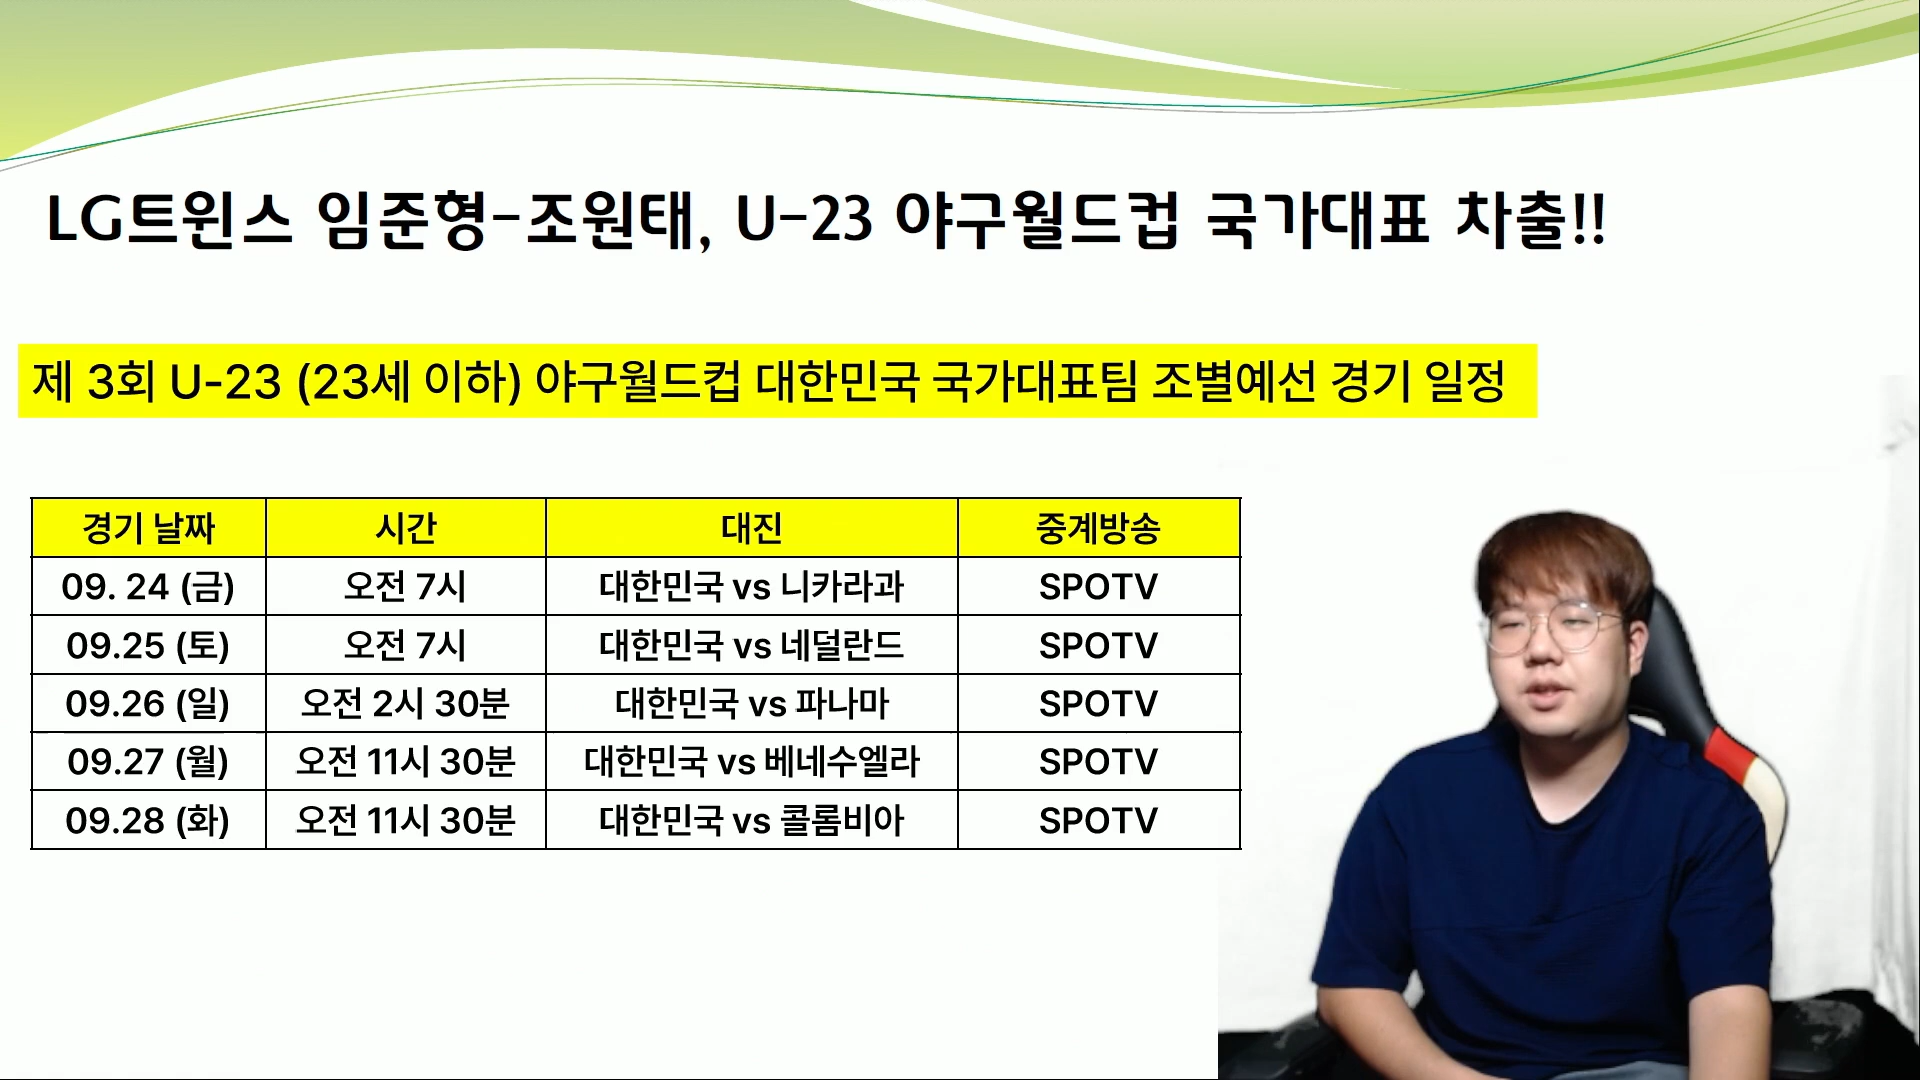 LG트윈스 임준형-조원태, U-23 야구월드컵 국가대표 차출!!
제 3회 U-23 (23세 이하) 야구월드컵 대한민국 국가대표팀 조별예선 경기 일정
경기 날짜 시간 대진 중계방송
09. 24 (금) 오전 7시 대한민국 vs 니카라과 SPOTV
09.25 (토) 오전 7시 대한민국 vs 네덜란드 SPOTV
09.26 (일) 오전 2시 30분 대한민국 vs 파나마 SPOTV
09.27 (월) 오전 11시 30분 대한민국 vs 베네수엘라 SPOTV
09.28 (화) 오전 11시 30분 대한민국 vs 콜롬비아 SPOTV